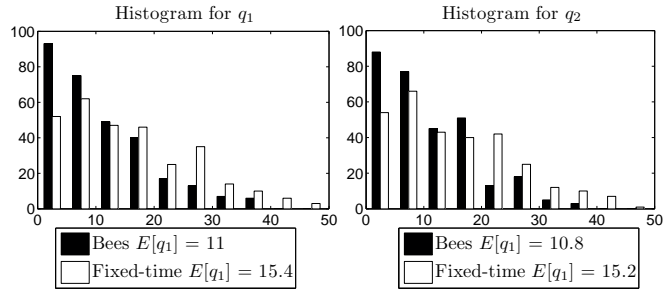 Histogram for q₁
100
80
60
40
20
0
0 10 20 30 40 50
Bees E[q₁] = 11
Fixed-time E[q₁] = 15.4
Histogram for q₂
100
80
60
40
20
0
0 10 20 30 40 50
Bees E[q₁] = 10.8
Fixed-time E[q₁] = 15.2